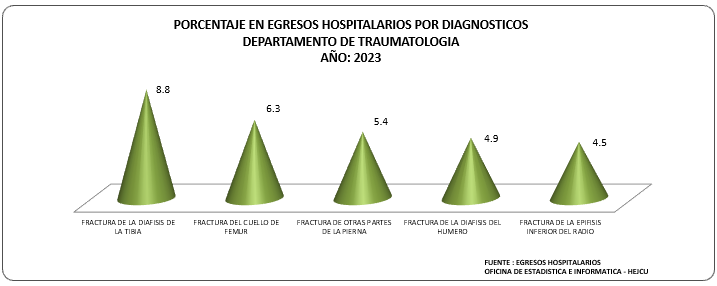 PORCENTAJE EN EGRESOS HOSPITALARIOS POR DIAGNOSTICOS
DEPARTAMENTO DE TRAUMATOLOGIA
AÑO: 2023
8.8
6.3
5.4
4.9
4.5
FRACTURA DE LA DIAFISIS DE
LA TIBIA
FRACTURA DEL CUELLO DE
FEMUR
FRACTURA DE OTRAS PARTES
DE LA PIERNA
FRACTURA DE LA DIAFISIS DEL
HUMERO
FRACTURA DE LA EPIFISIS
INFERIOR DEL RADIO
FUENTE : EGRESOS HOSPITALARIOS
OFICINA DE ESTADISTICA E INFORMATICA - HEJCU